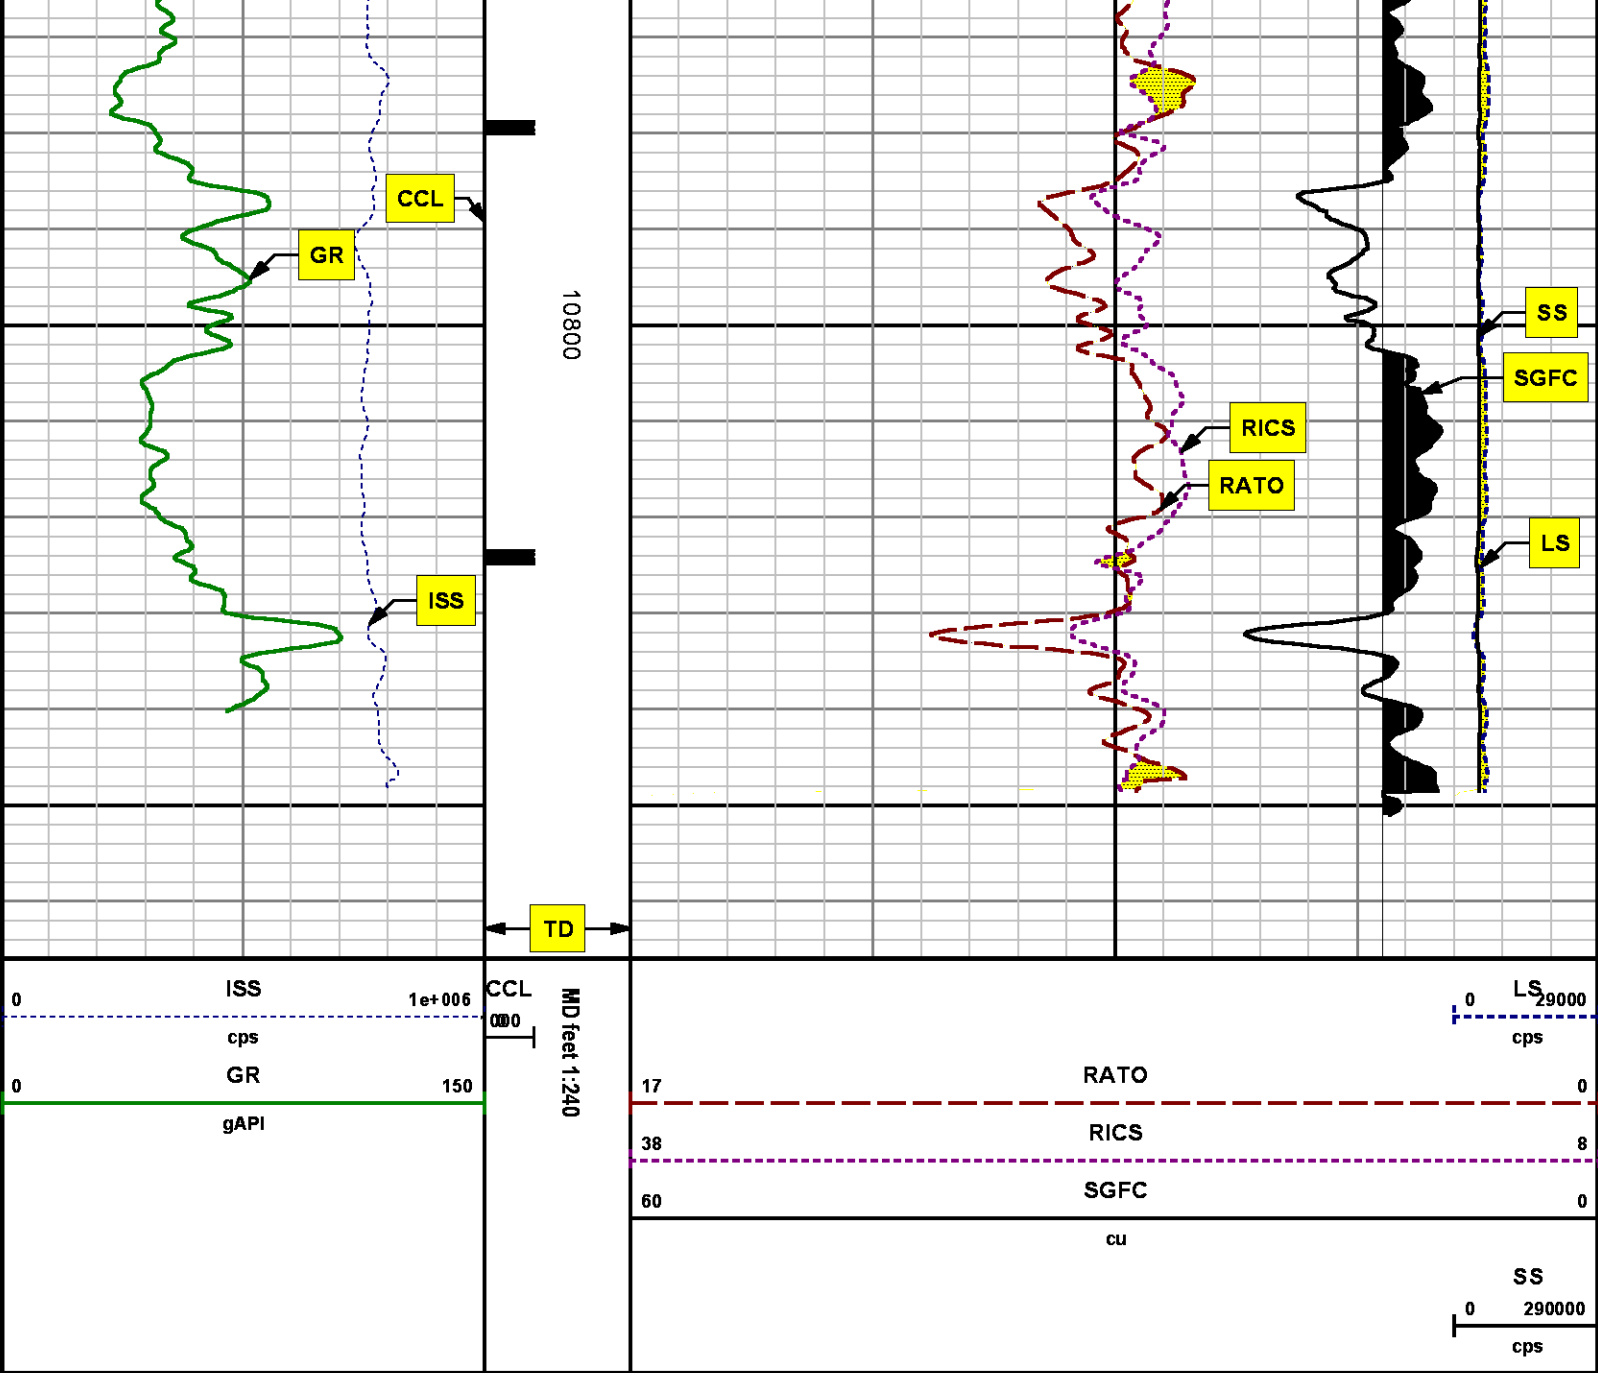 CCL
GR
10800
SS
SGFC
RICS
RATO
LS
ISS
TD
ISS
0 1e+006
cps
GR
0 150
gAPI
CCL
MD feet 1:240
LS
0 29000
cps
RATO
17 0
RICS
38 8
SGFC
60 0
cu
SS
0 290000
cps